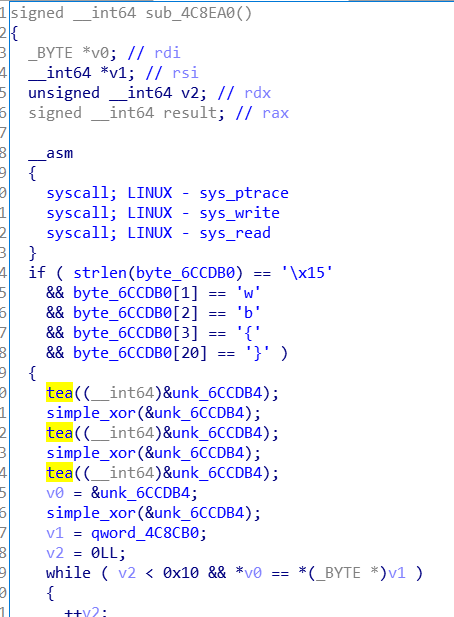 1 signed __int64 sub_4C8EA0()
2 {
3   _BYTE *v0; // rdi
4   __int64 *v1; // rsi
5   unsigned __int64 v2; // rdx
6   signed __int64 result; // rax
7
8   __asm
9   {
0     syscall; LINUX - sys_ptrace
1     syscall; LINUX - sys_write
2     syscall; LINUX - sys_read
3   }
4   if ( strlen(byte_6CCDB0) == '\x15'
5     && byte_6CCDB0[1] == 'w'
6     && byte_6CCDB0[2] == 'b'
7     && byte_6CCDB0[3] == '{'
8     && byte_6CCDB0[20] == '}' )
9   {
0     tea((__int64)&unk_6CCDB4);
1     simple_xor(&unk_6CCDB4);
2     tea((__int64)&unk_6CCDB4);
3     simple_xor(&unk_6CCDB4);
4     tea((__int64)&unk_6CCDB4);
5     v0 = &unk_6CCDB4;
6     simple_xor(&unk_6CCDB4);
7     v1 = qword_4C8CB0;
8     v2 = 0LL;
9     while ( v2 < 0x10 && *v0 == *(_BYTE *)v1 )
0     {
1       ++v2;